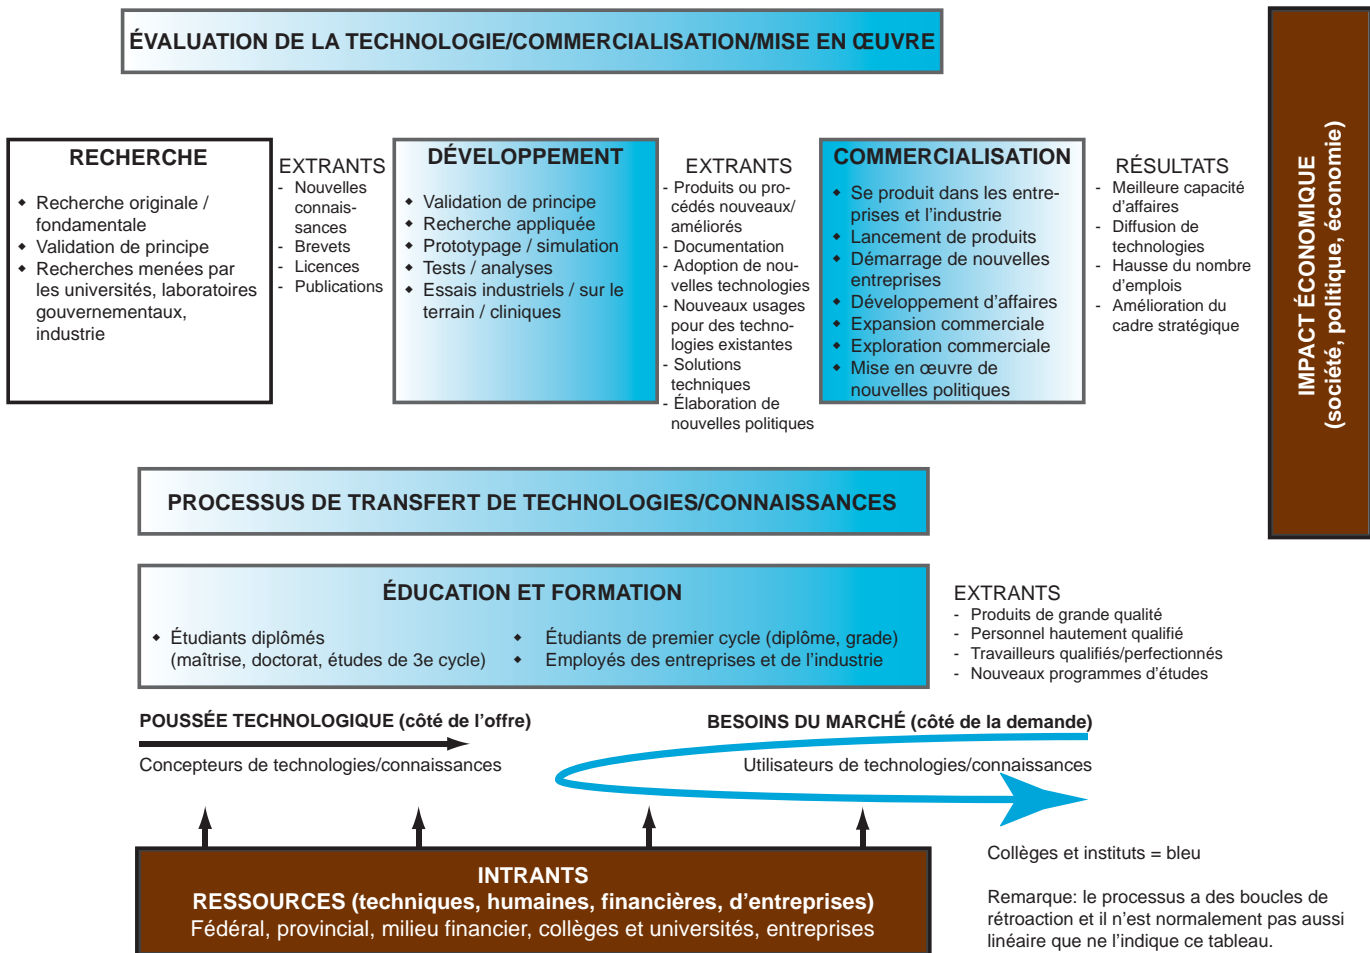 ÉVALUATION DE LA TECHNOLOGIE/COMMERCIALISATION/MISE EN ŒUVRE
RECHERCHE
◆ Recherche originale /
fondamentale
◆ Validation de principe
◆ Recherches menées par
les universités, laboratoires
gouvernementaux,
industrie
EXTRANTS
- Nouvelles
connais-
sances
- Brevets
- Licences
- Publications
DÉVELOPPEMENT
◆ Validation de principe
◆ Recherche appliquée
◆ Prototypage / simulation
◆ Tests / analyses
◆ Essais industriels / sur le
terrain / cliniques
EXTRANTS
- Produits ou pro-
cédés nouveaux/
améliorés
- Documentation
- Adoption de nou-
velles technologies
- Nouveaux usages
pour des techno-
logies existantes
- Solutions
techniques
- Élaboration de
nouvelles politiques
COMMERCIALISATION
◆ Se produit dans les entre-
prises et l’industrie
◆ Lancement de produits
◆ Démarrage de nouvelles
entreprises
◆ Développement d’affaires
◆ Expansion commerciale
◆ Exploration commerciale
◆ Mise en œuvre de
nouvelles politiques
RÉSULTATS
- Meilleure capacité
d’affaires
- Diffusion de
technologies
- Hausse du nombre
d’emplois
- Amélioration du
cadre stratégique
IMPACT ÉCONOMIQUE
(société, politique, économie)
PROCESSUS DE TRANSFERT DE TECHNOLOGIES/CONNAISSANCES
ÉDUCATION ET FORMATION
◆ Étudiants diplômés
(maîtrise, doctorat, études de 3e cycle)
◆ Étudiants de premier cycle (diplôme, grade)
◆ Employés des entreprises et de l’industrie
EXTRANTS
- Produits de grande qualité
- Personnel hautement qualifié
- Travailleurs qualifiés/perfectionnés
- Nouveaux programmes d’études
POUSSÉE TECHNOLOGIQUE (côté de l’offre)
Concepteurs de technologies/connaissances
BESOINS DU MARCHÉ (côté de la demande)
Utilisateurs de technologies/connaissances
INTRANTS
RESSOURCES (techniques, humaines, financières, d’entreprises)
Fédéral, provincial, milieu financier, collèges et universités, entreprises
Collèges et instituts = bleu
Remarque: le processus a des boucles de
rétroaction et il n’est normalement pas aussi
linéaire que ne l’indique ce tableau.